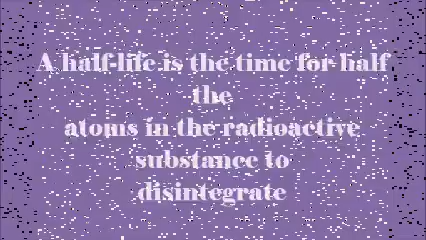 A half-life is the time for half
the
atoms in the radioactive
substance to
disintegrate